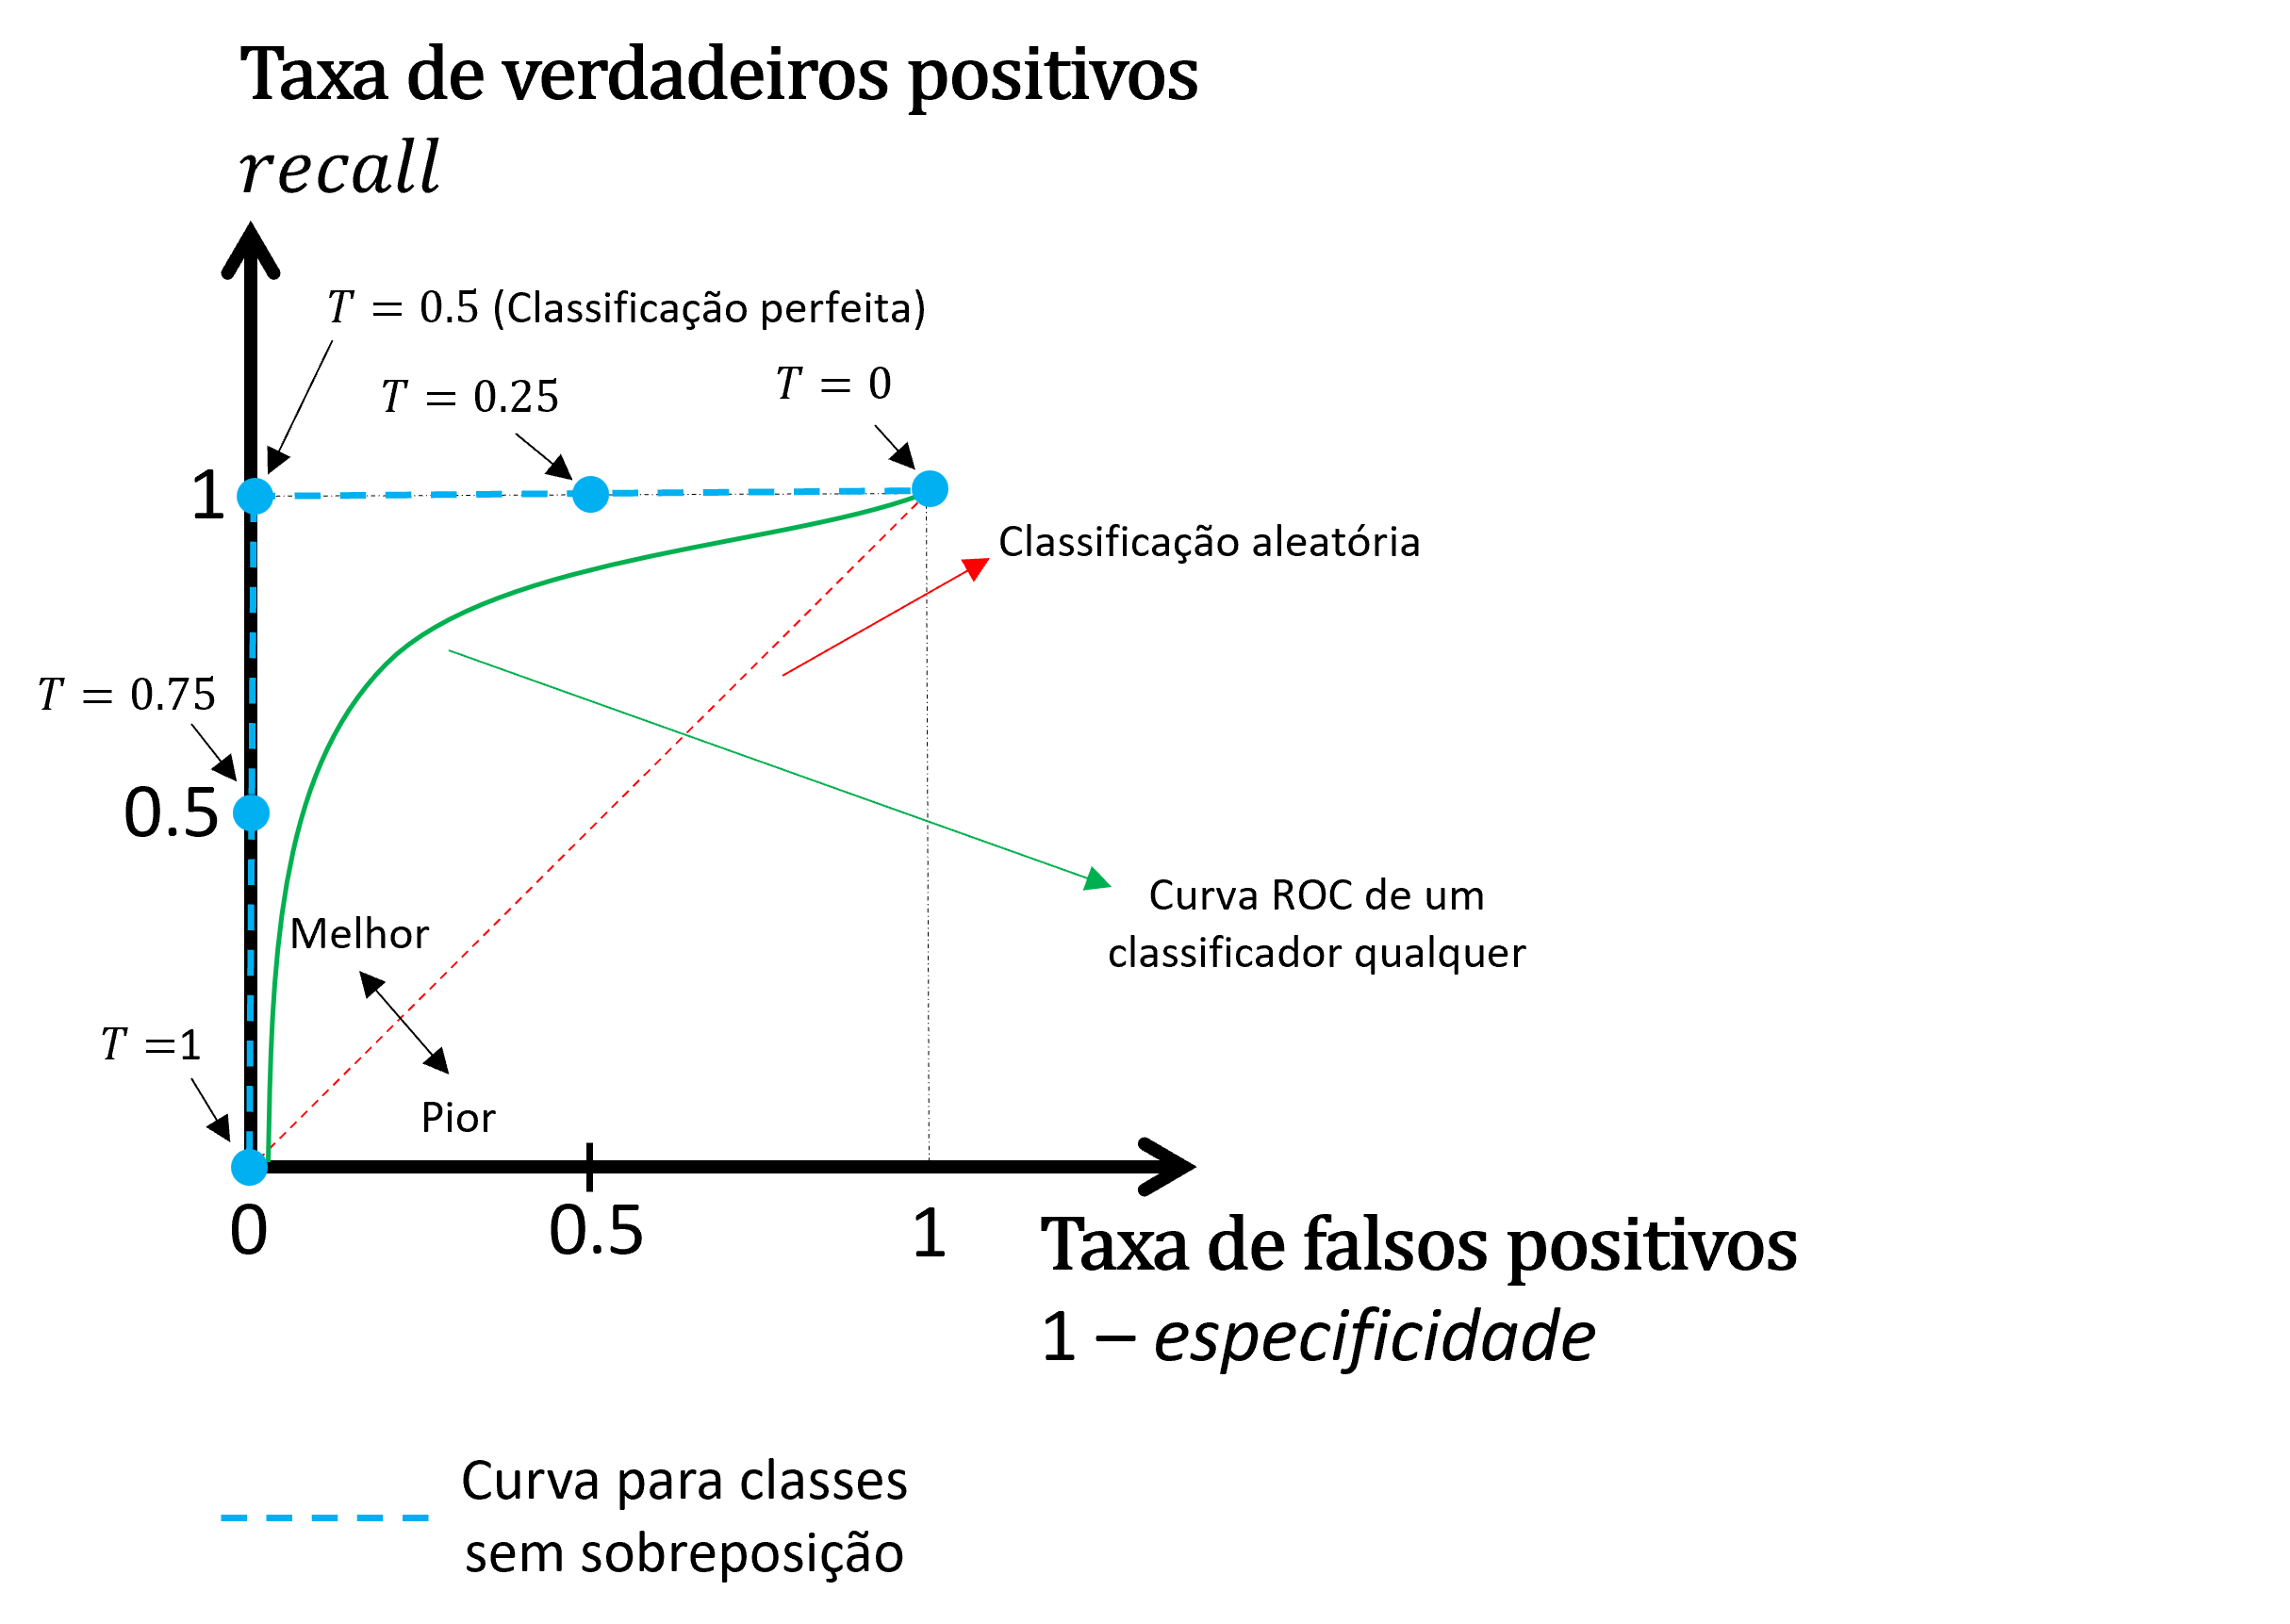 Taxa de verdadeiros positivos
recall
T = 0.5 (Classificação perfeita)
T = 0.25
T = 0
1
Classificação aleatória
T = 0.75
0.5
Curva ROC de um
classificador qualquer
Melhor
T =1
Pior
0
0.5
1
Taxa de falsos positivos
1 – especificidade
Curva para classes
sem sobreposição